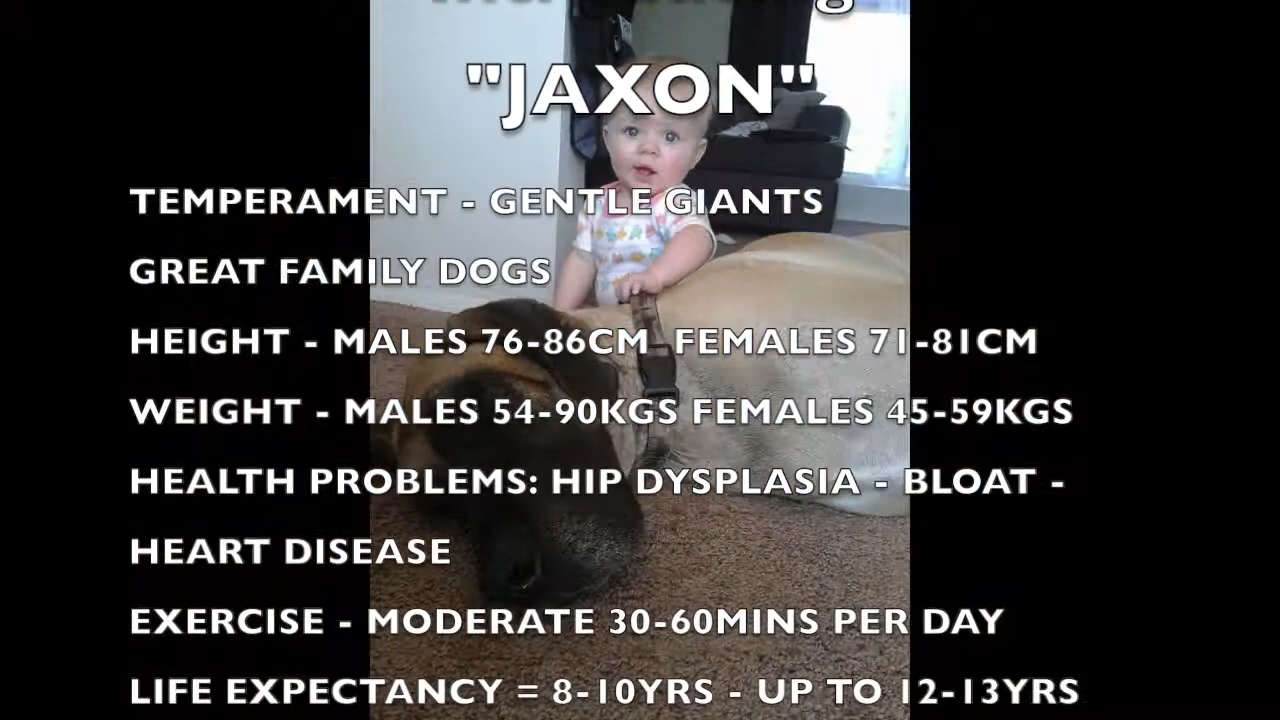 "JAXON"
TEMPERAMENT - GENTLE GIANTS
GREAT FAMILY DOGS
HEIGHT - MALES 76-86CM FEMALES 71-81CM
WEIGHT - MALES 54-90KGS FEMALES 45-59KGS
HEALTH PROBLEMS: HIP DYSPLASIA - BLOAT -
HEART DISEASE
EXERCISE - MODERATE 30-60MINS PER DAY
LIFE EXPECTANCY = 8-10YRS - UP TO 12-13YRS